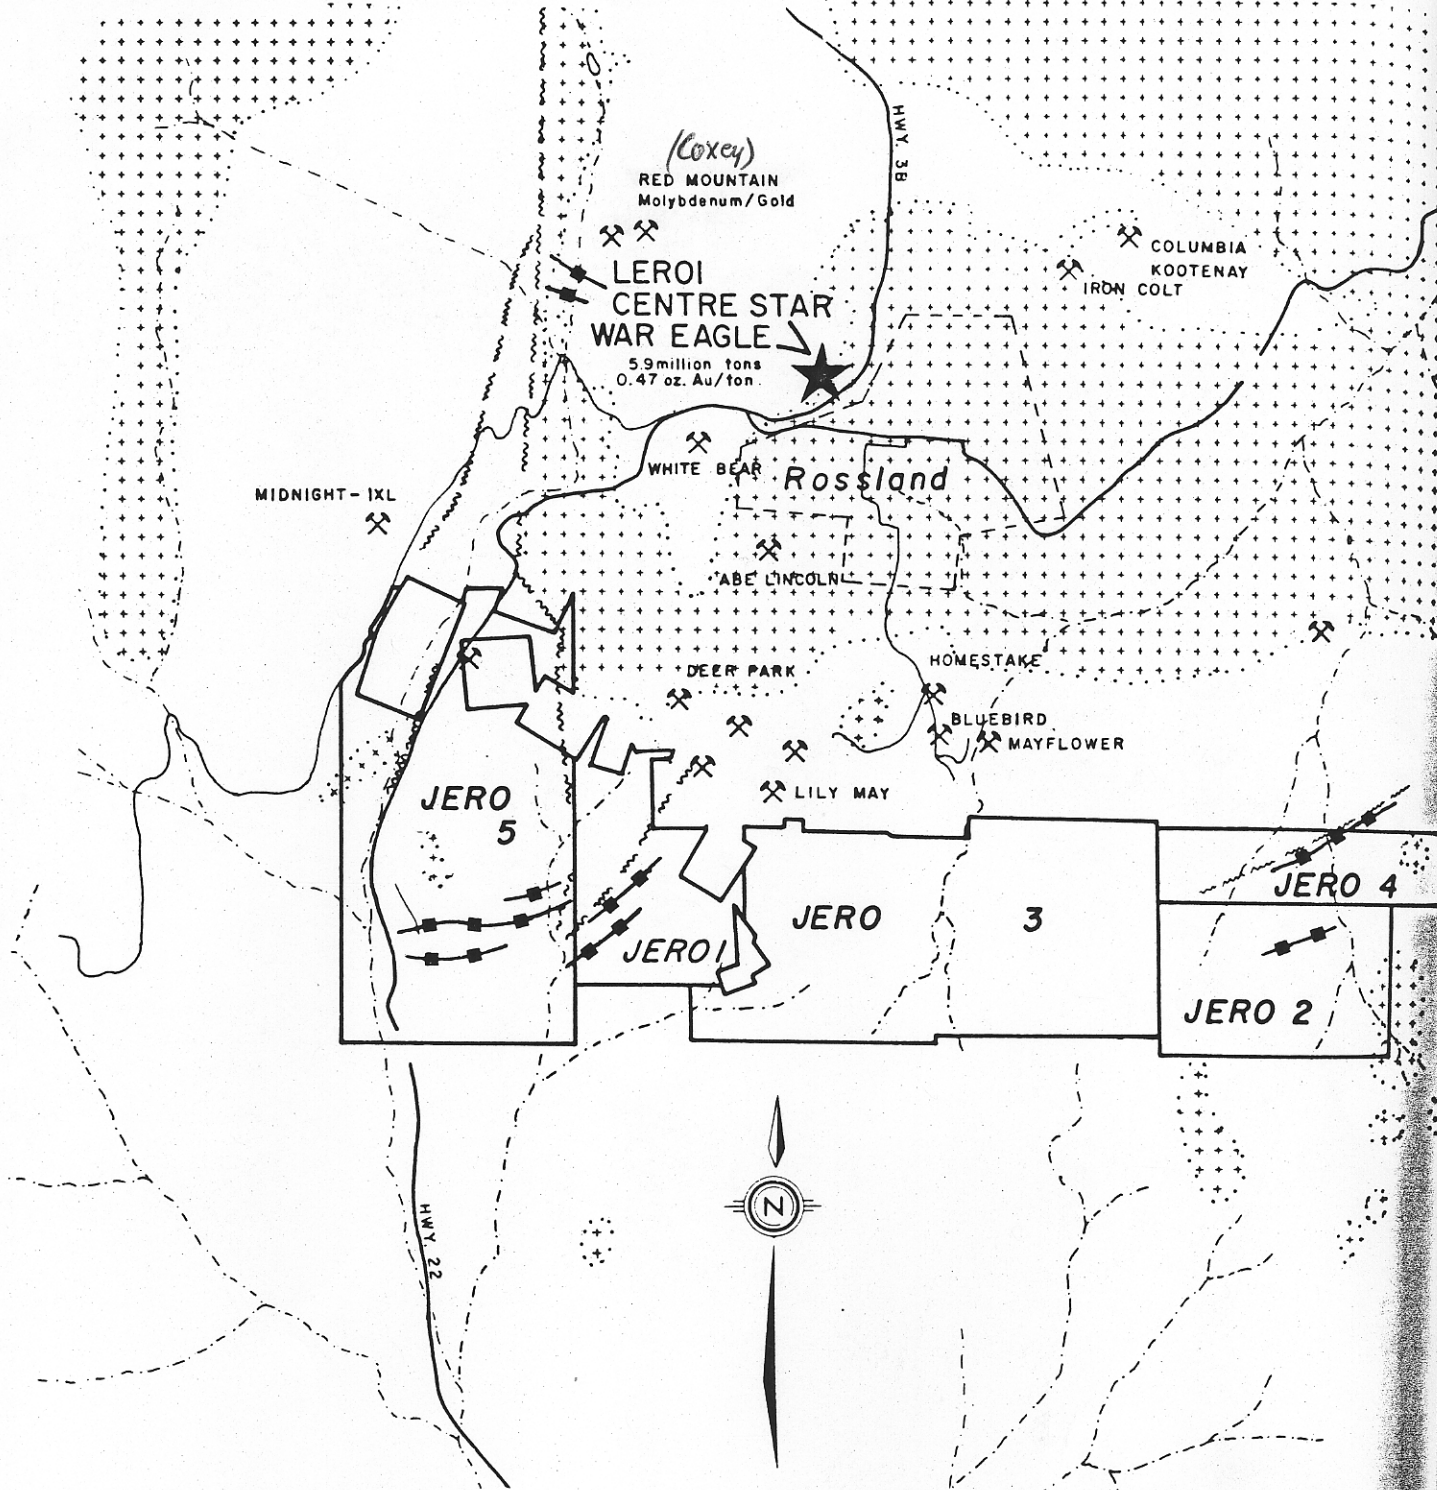 (Coxey)
RED MOUNTAIN
Molybdenum/Gold
HWY. 3B
COLUMBIA
KOOTENAY
IRON COLT
LEROI
CENTRE STAR
WAR EAGLE
5.9 million tons
0.47 oz. Au/ton.
WHITE BEAR
Rossland
MIDNIGHT-IXL
ABE LINCOLN
DEER PARK
HOMESTAKE
BLUEBIRD
MAYFLOWER
LILY MAY
JERO
5
JERO 4
JERO
3
JERO 1
JERO 2
N
HWY. 22